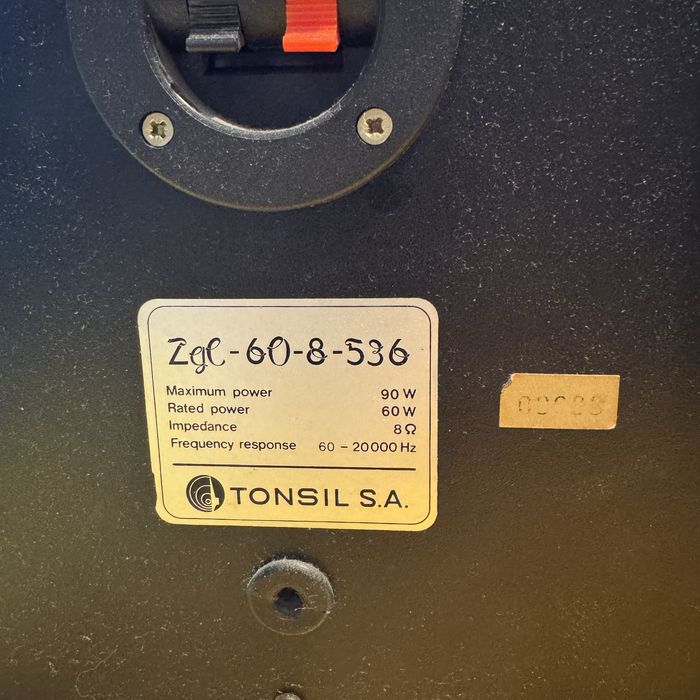 ZgC-60-8-536
Maximum power 90 W
Rated power 60 W
Impedance 8 Ω
Frequency response 60 – 20000 Hz
TONSIL S.A.